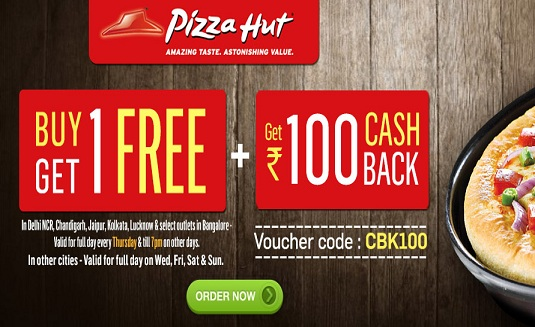 Pizza Hut
AMAZING TASTE. ASTONISHING VALUE.
BUY 1 FREE
GET
+
Get ₹ 100 CASH BACK
In Delhi NCR, Chandigarh, Jaipur, Kolkata, Lucknow & select outlets in Bangalore -
Valid for full day every Thursday & till 7pm on other days.
In other cities - Valid for full day on Wed, Fri, Sat & Sun.
Voucher code : CBK100
ORDER NOW